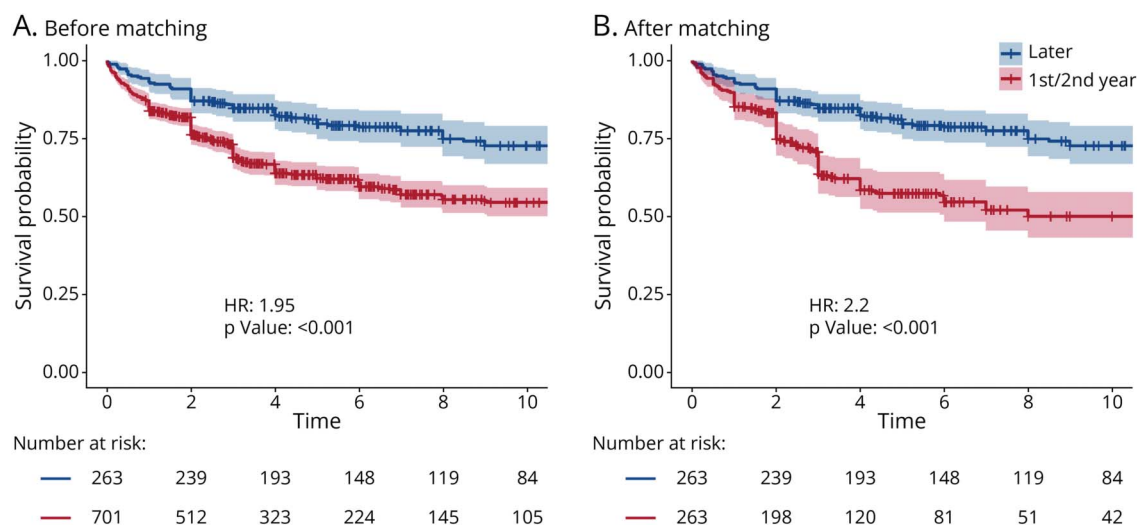 A. Before matching
1.00
0.75
0.50
0.25
0.00
Survival probability
HR: 1.95
p Value: <0.001
0 2 4 6 8 10
Time
Number at risk:
263 239 193 148 119 84
701 512 323 224 145 105
B. After matching
Later
1st/2nd year
1.00
0.75
0.50
0.25
0.00
Survival probability
HR: 2.2
p Value: <0.001
0 2 4 6 8 10
Time
Number at risk:
263 239 193 148 119 84
263 198 120 81 51 42